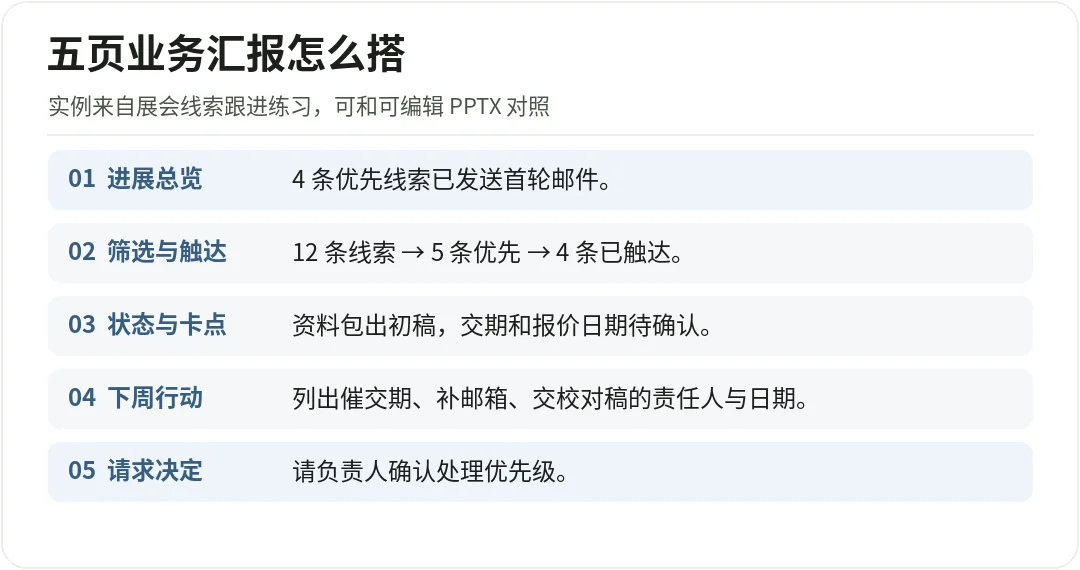 五页业务汇报怎么搭
实例来自展会线索跟进练习，可和可编辑 PPTX 对照
01 进展总览 4 条优先线索已发送首轮邮件。
02 筛选与触达 12 条线索 → 5 条优先 → 4 条已触达。
03 状态与卡点 资料包出初稿，交期和报价日期待确认。
04 下周行动 列出催交期、补邮箱、交校对稿的责任人与日期。
05 请求决定 请负责人确认处理优先级。